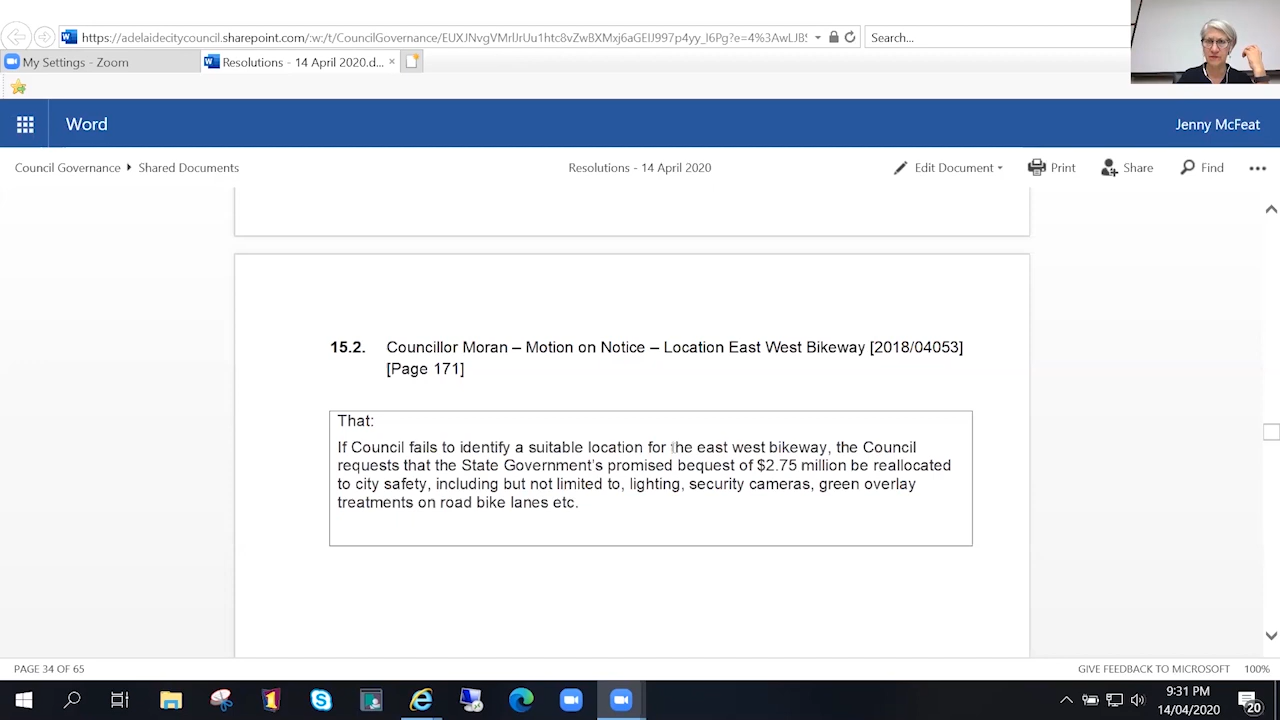 https://adelaidecitycouncil.sharepoint.com/:w:/t/CouncilGovernance/
Search...
My Settings - Zoom
Resolutions - 14 April 2020.d...
Word
Jenny McFeat
Council Governance
Shared Documents
Resolutions - 14 April 2020
Edit Document
Print
Share
Find
15.2. Councillor Moran – Motion on Notice – Location East West Bikeway [2018/04053]
[Page 171]
That:
If Council fails to identify a suitable location for the east west bikeway, the Council
requests that the State Government's promised bequest of $2.75 million be reallocated
to city safety, including but not limited to, lighting, security cameras, green overlay
treatments on road bike lanes etc.
PAGE 34 OF 65
GIVE FEEDBACK TO MICROSOFT 100%
9:31 PM
14/04/2020
20